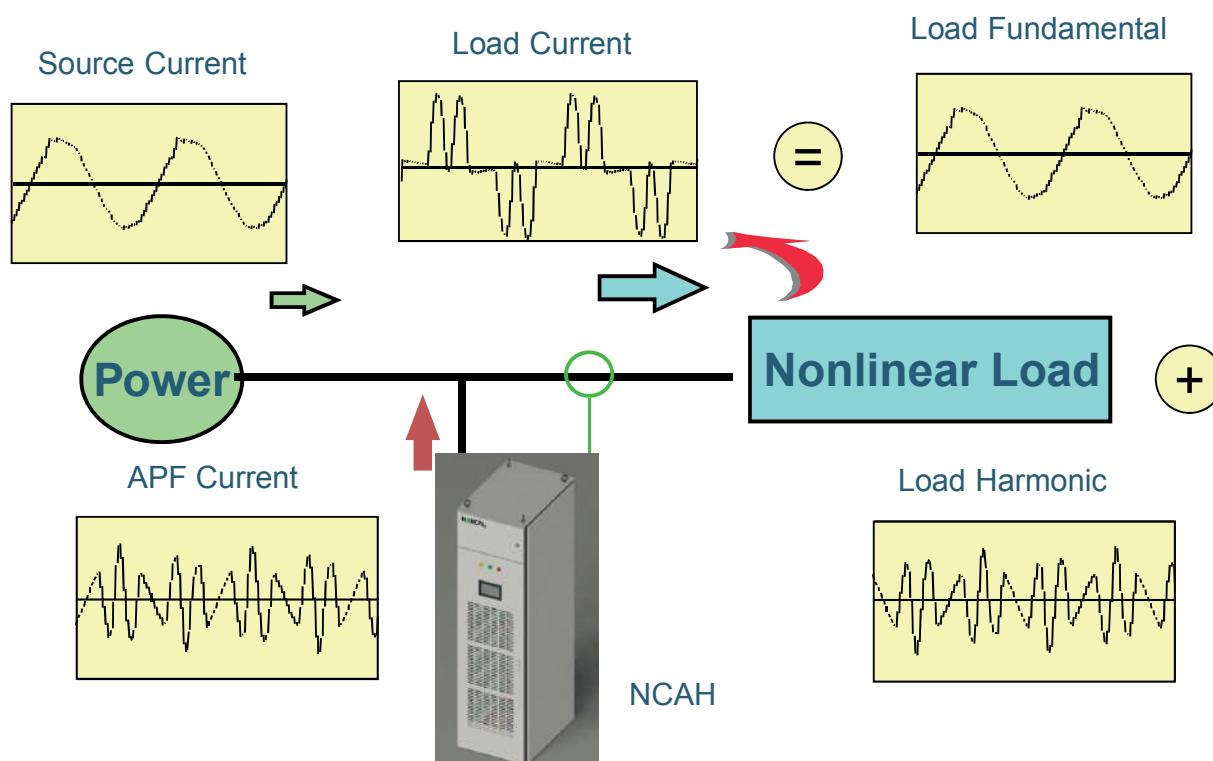 Source Current
Load Current
Load Fundamental
=
Power
Nonlinear Load
+
APF Current
Load Harmonic
NCAH